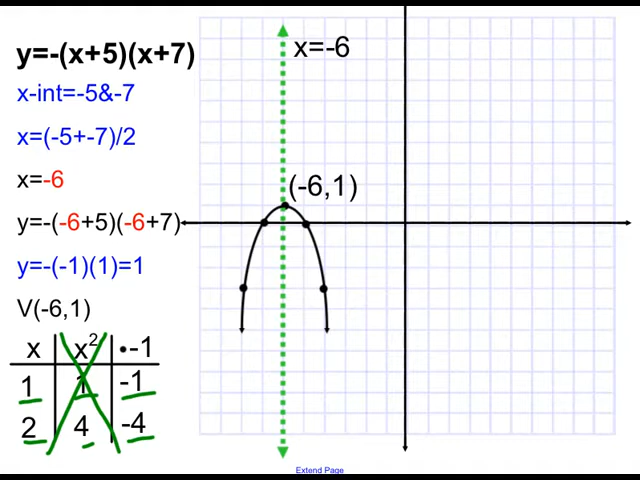 y=-(x+5)(x+7)
x-int=-5&-7
x=(-5+-7)/2
x=-6
y=-(-6+5)(-6+7)
y=-(-1)(1)=1
V(-6,1)
x x² •-1
1 1 -1
2 4 -4
x=-6
(-6,1)
Extend Page